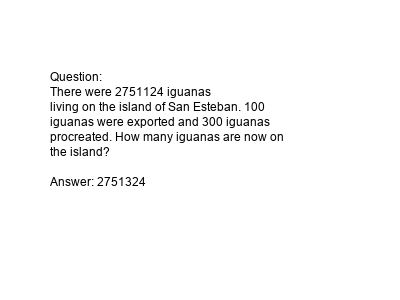 Question:
There were 2751124 iguanas
living on the island of San Esteban. 100
iguanas were exported and 300 iguanas
procreated. How many iguanas are now on
the island?
Answer: 2751324